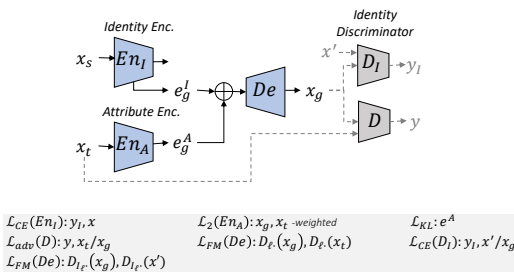 Identity Enc.
Identity
Discriminator
x_s
En_I
x'
D_I
y_I
e_g^I
De
x_g
Attribute Enc.
x_t
En_A
e_g^A
D
y
ℒ_CE(En_I): y_I, x
ℒ_2(En_A): x_g, x_t -weighted
ℒ_KL: e^A
ℒ_adv(D): y, x_t/x_g
ℒ_FM(De): D_ℓ.(x_g), D_ℓ.(x_t)
ℒ_CE(D_I): y_I, x'/x_g
ℒ_FM(De): D_Iℓ.(x_g), D_Iℓ.(x')